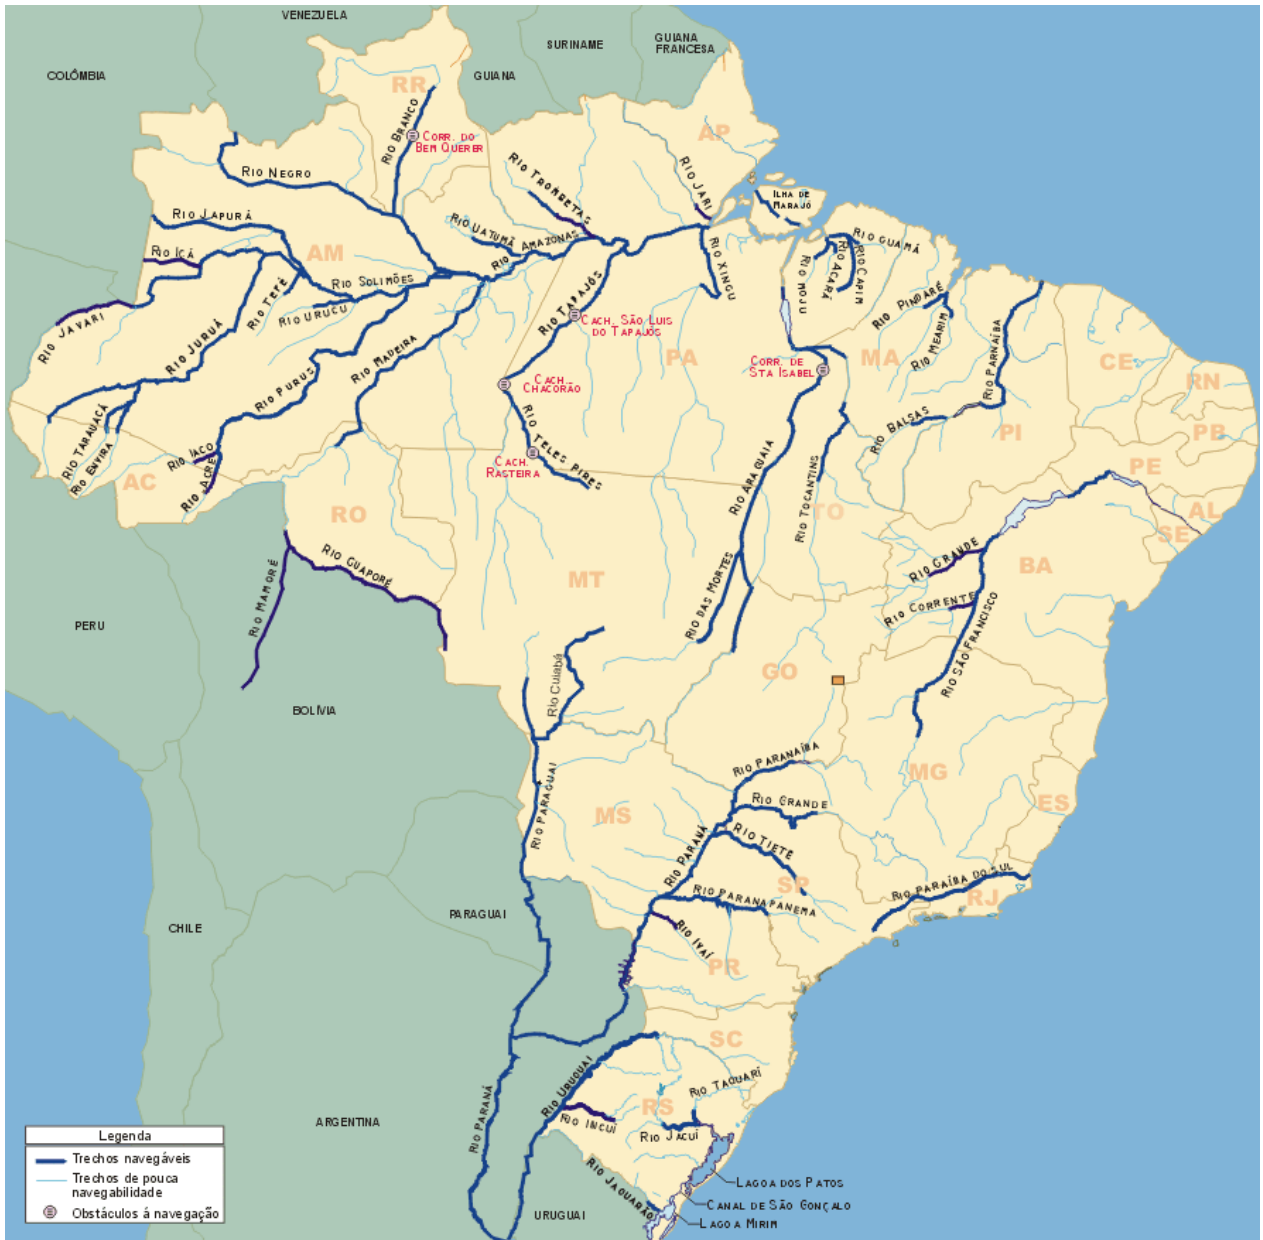 VENEZUELA
COLÔMBIA
SURINAME
GUIANA
FRANCESA
GUIANA
RR
AP
RIO BRANCO
CORR. DO
BEM QUERER
RIO NEGRO
RIO TROMBETAS
RIO JARI
ILHA DE
MARAJÓ
RIO JAPURÁ
RIO UATUMÃ
RIO AMAZONAS
RIO GUAMÁ
RIO IÇÁ
AM
RIO XINGU
RIO MOJU
RIO ACARÁ
RIO CAPIM
RIO SOLIMÕES
RIO TEFÉ
RIO URUCU
RIO TAPAJÓS
RIO PINDARÉ
RIO JAVARI
RIO JURUÁ
RIO MADEIRA
CACH. SÃO LUIS
DO TAPAJÓS
PA
RIO MEARIM
RIO PARNAÍBA
MA
CE
CORR. DE
STA ISABEL
RN
RIO PURUS
CACH.
CHACORÃO
RIO TARAUACÁ
RIO ENVIRA
RIO TELES PIRES
RIO BALSAS
PI
PB
RIO IACO
RIO ACRE
CACH.
RASTEIRA
RIO ARAGUAIA
PE
AC
RIO TOCANTINS
TO
AL
SE
RO
RIO GRANDE
BA
RIO GUAPORÉ
MT
RIO MAMORÉ
RIO DAS MORTES
RIO CORRENTE
PERU
RIO SÃO FRANCISCO
GO
Rio Cuiabá
BOLÍVIA
RIO PARANAÍBA
MG
RIO PARAGUAI
RIO GRANDE
ES
MS
RIO TIETÊ
RIO PARANÁ
RIO PARAÍBA DO SUL
SP
RJ
RIO PARANAPANEMA
PARAGUAI
CHILE
RIO IVAÍ
PR
SC
RIO URUGUAI
RIO TAQUARÍ
RIO PARANÁ
RS
ARGENTINA
RIO IBICUÍ
RIO JACUÍ
Legenda
Trechos navegáveis
Trechos de pouca
navegabilidade
Obstáculos á navegação
RIO JAQUARÃO
LAGOA DOS PATOS
CANAL DE SÃO GONÇALO
URUGUAI
LAGOA MIRIM